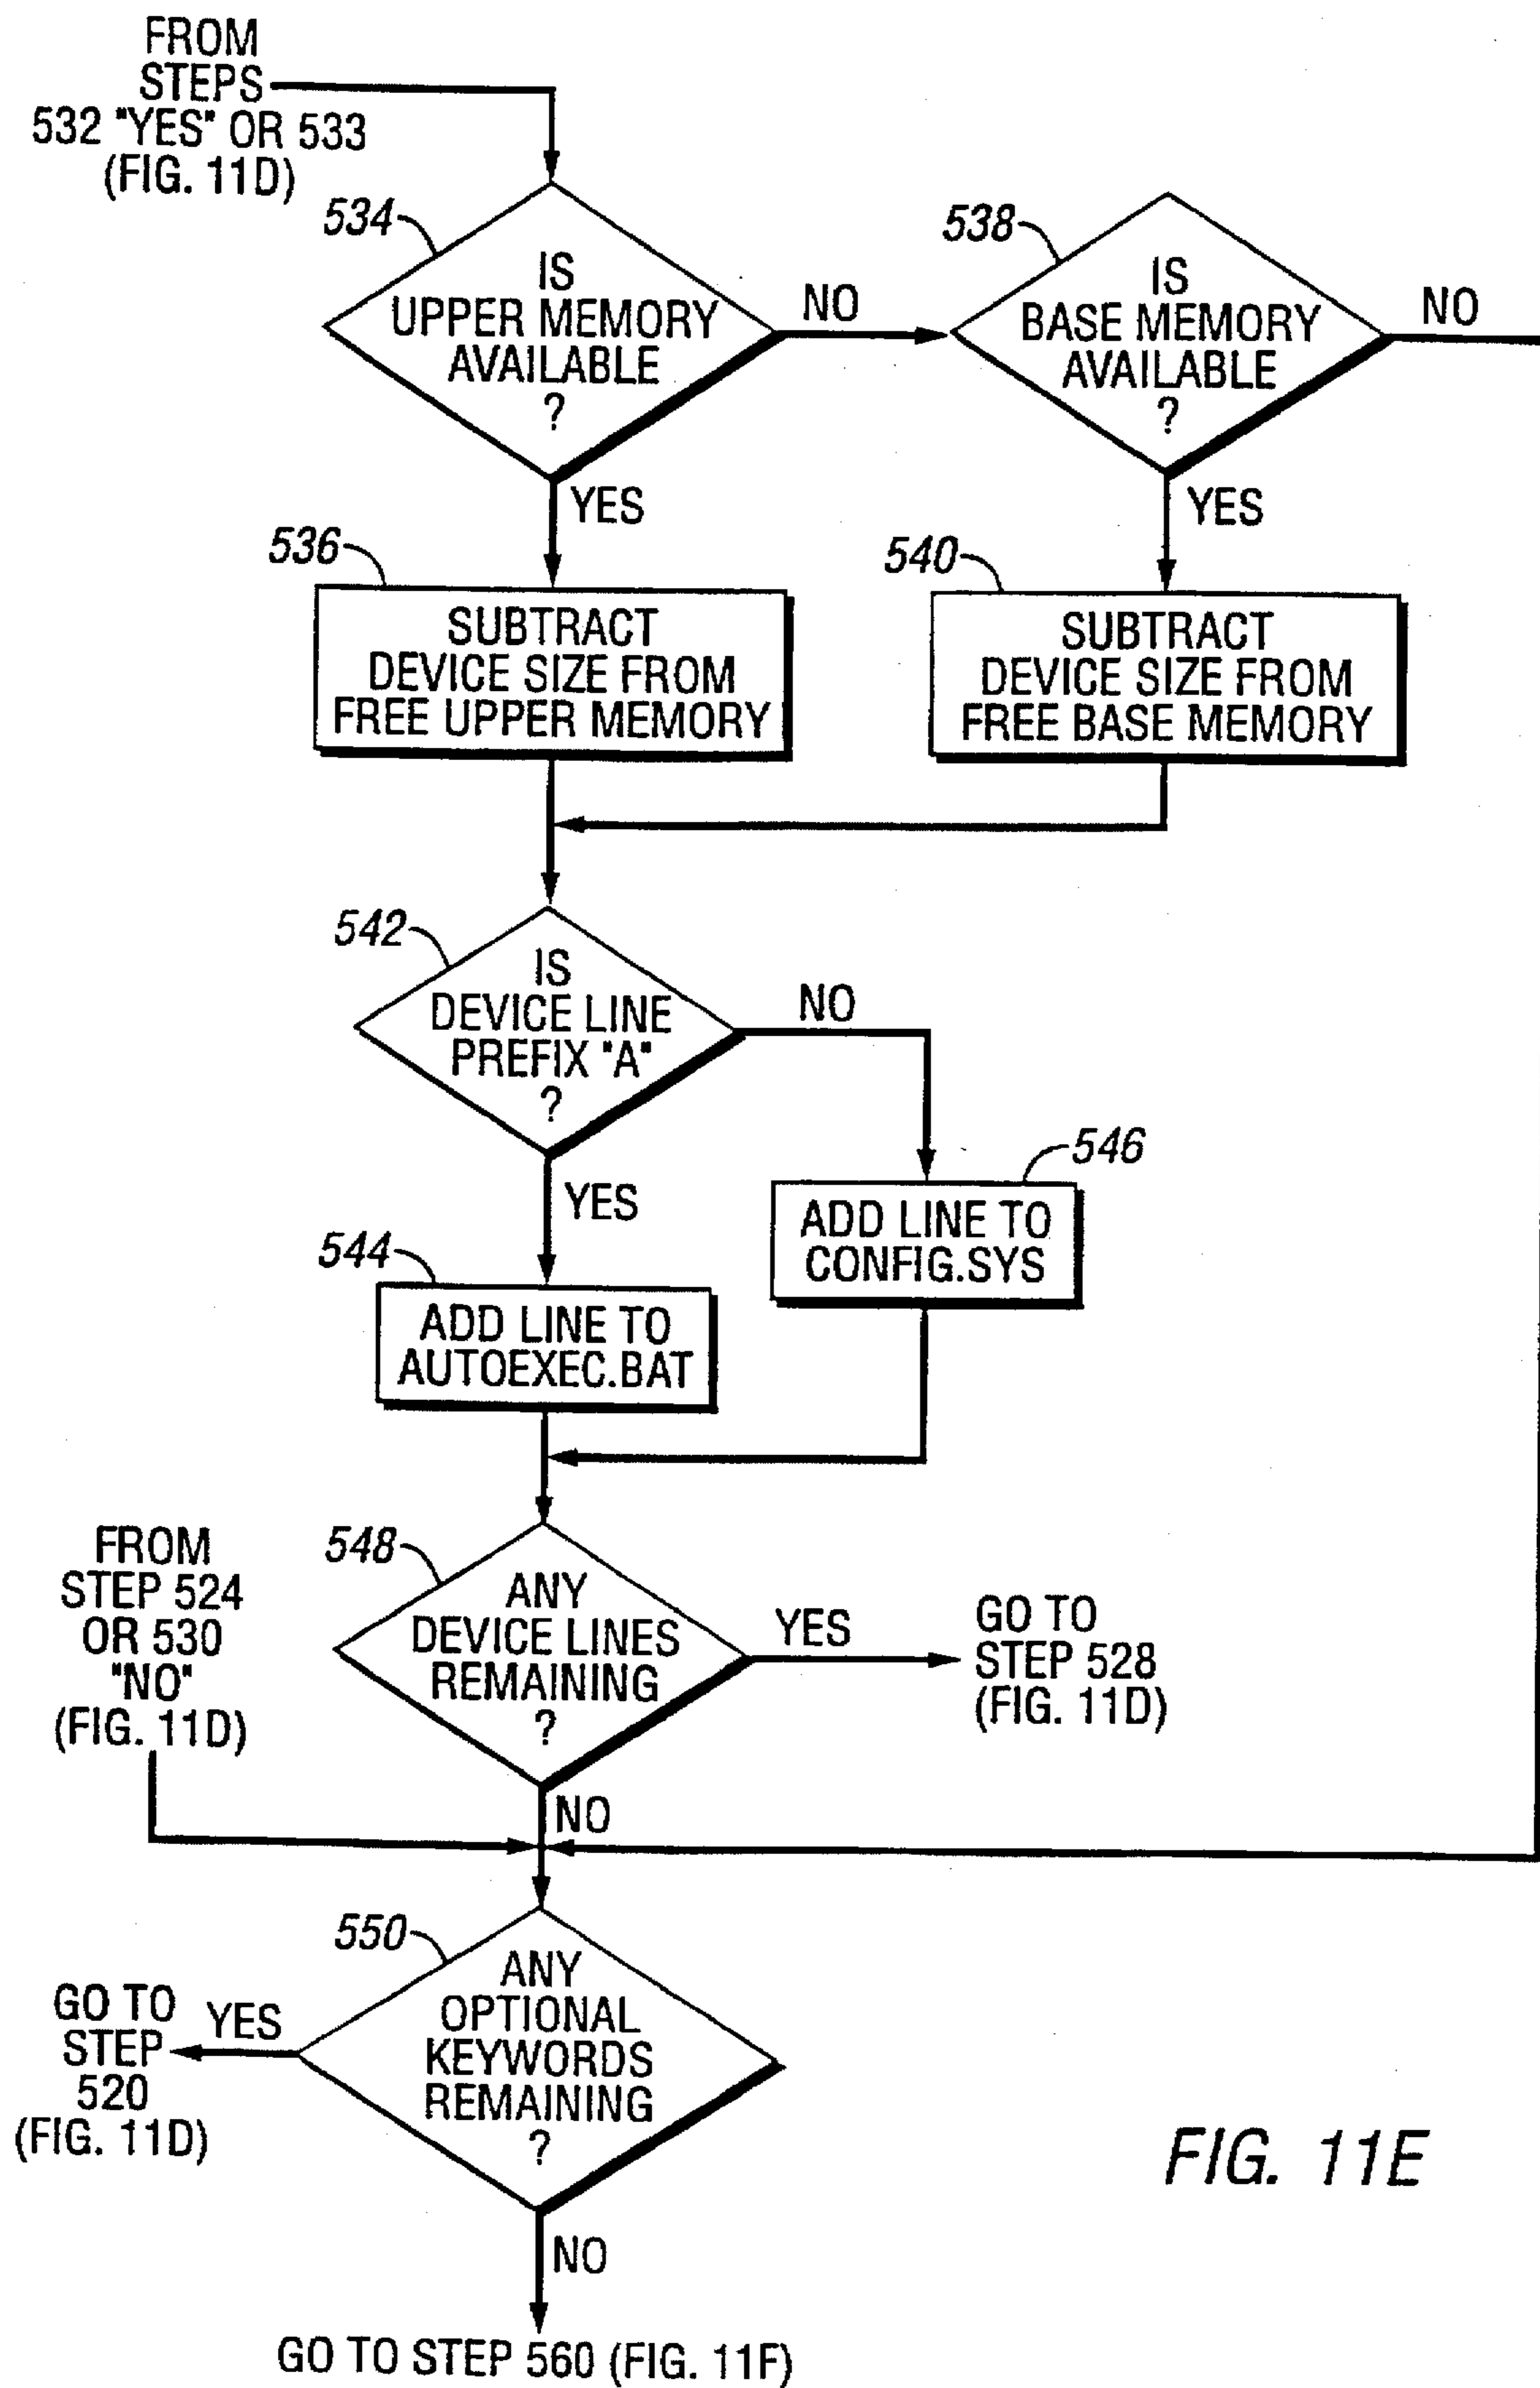 FROM
STEPS
532 "YES" OR 533
(FIG. 11D)
534
IS
UPPER MEMORY
AVAILABLE
?
NO
538
IS
BASE MEMORY
AVAILABLE
?
NO
YES
YES
536
SUBTRACT
DEVICE SIZE FROM
FREE UPPER MEMORY
540
SUBTRACT
DEVICE SIZE FROM
FREE BASE MEMORY
542
IS
DEVICE LINE
PREFIX "A"
?
NO
YES
546
ADD LINE TO
CONFIG.SYS
544
ADD LINE TO
AUTOEXEC.BAT
FROM
STEP 524
OR 530
"NO"
(FIG. 11D)
548
ANY
DEVICE LINES
REMAINING
?
YES
GO TO
STEP 528
(FIG. 11D)
NO
550
ANY
OPTIONAL
KEYWORDS
REMAINING
?
YES
GO TO
STEP
520
(FIG. 11D)
NO
GO TO STEP 560 (FIG. 11F)
FIG. 11E